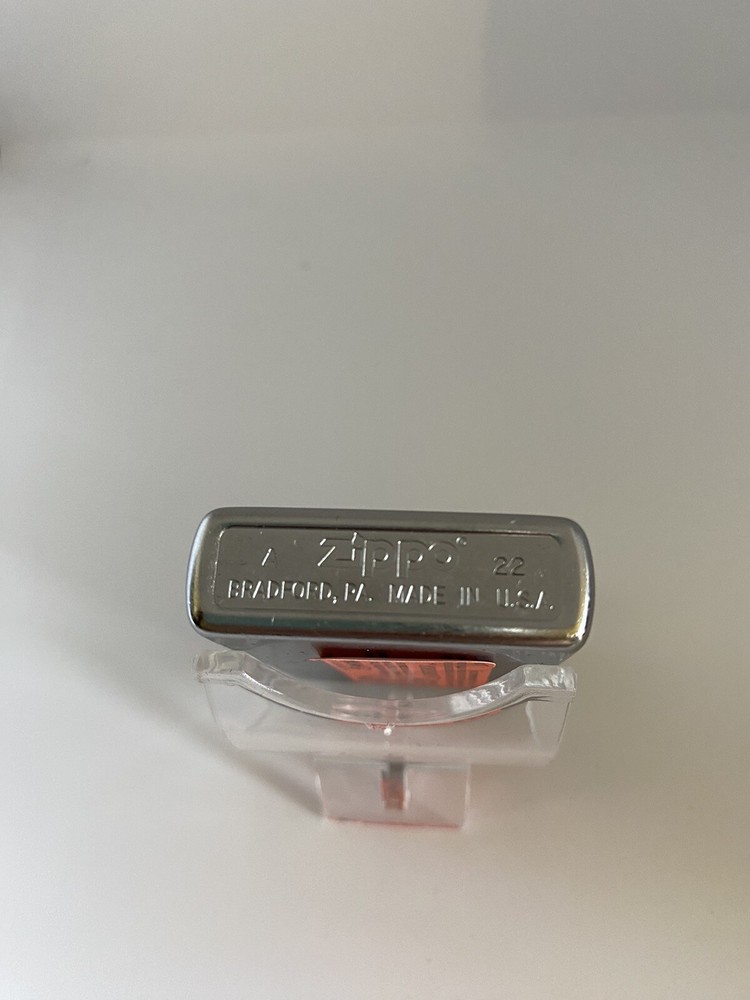 A Zippo® 22
BRADFORD, PA. MADE IN U.S.A.